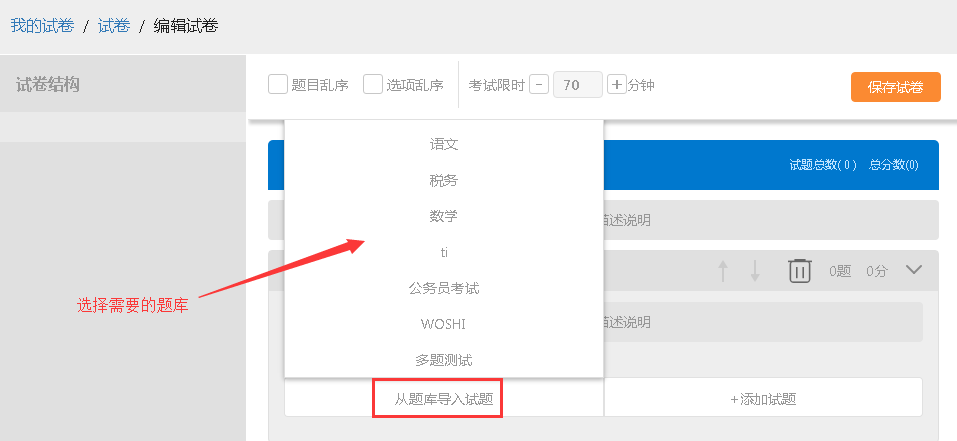 我的试卷 / 试卷 / 编辑试卷
试卷结构
题目乱序 选项乱序 考试限时 - 70 + 分钟 保存试卷
试题总数( 0 ) 总分数(0)
语文
税务
数学
ti
公务员考试
WOSHI
多题测试
描述说明
0题 0分
描述说明
选择需要的题库
从题库导入试题
+添加试题